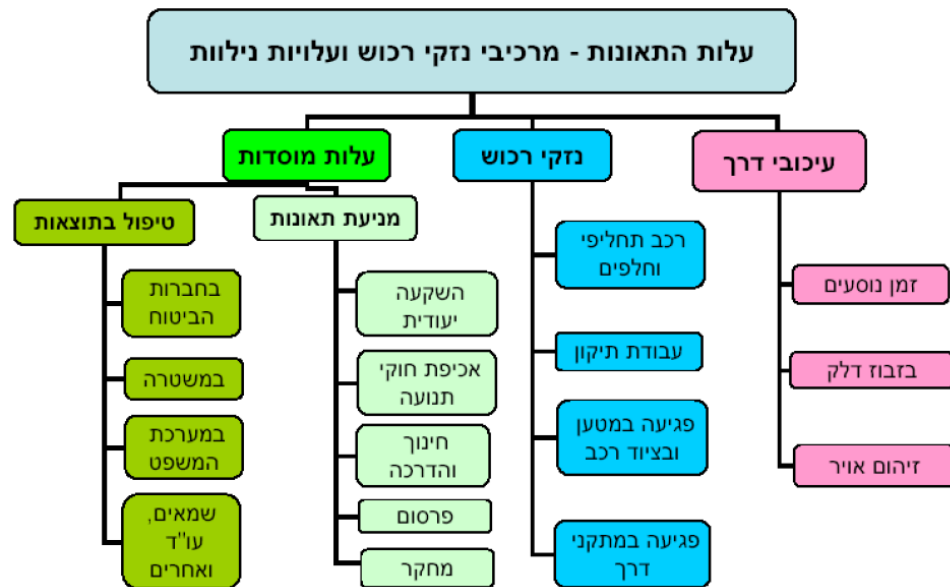 עלות התאונות - מרכיבי נזקי רכוש ועלויות נילוות
עיכובי דרך
זמן נוסעים
בזבוז דלק
זיהום אויר
נזקי רכוש
רכב תחליפי
וחלפים
עבודת תיקון
פגיעה במטען
ובציוד רכב
פגיעה במתקני
דרך
עלות מוסדות
מניעת תאונות
השקעה
יעודית
אכיפת חוקי
תנועה
חינוך
והדרכה
פרסום
מחקר
טיפול בתוצאות
בחברות
הביטוח
במשטרה
במערכת
המשפט
שמאים,
עו"ד
ואחרים